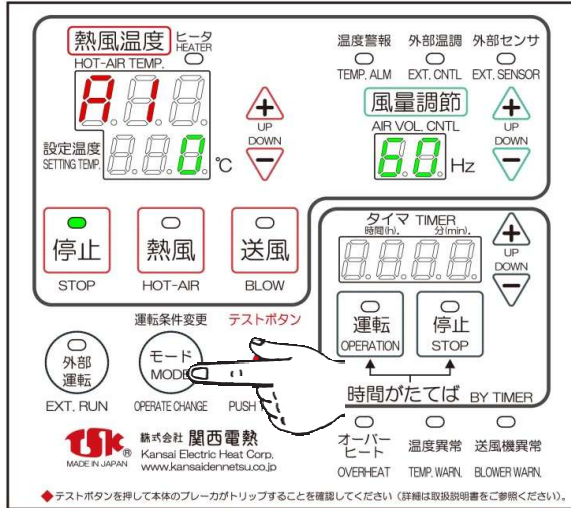 熱風温度 ヒータ
HEATER
HOT-AIR TEMP.
A1
設定温度
SETTING TEMP.
0 ℃
+
UP
DOWN
−
温度警報 外部温調 外部センサ
TEMP. ALM EXT. CNTL EXT. SENSOR
風量調節
AIR VOL. CNTL
60 Hz
+
UP
DOWN
−
停止 熱風 送風
STOP HOT-AIR BLOW
タイマ TIMER
時間(h). 分(min).
+
UP
DOWN
−
運転 停止
OPERATION STOP
時間がたてば BY TIMER
運転条件変更 テストボタン
外部
運転
モード
MODE
EXT. RUN OPERATE CHANGE PUSH
オーバー
ヒート
温度異常 送風機異常
OVERHEAT TEMP. WARN. BLOWER WARN.
TSK ®
MADE IN JAPAN
株式会社 関西電熱
Kansai Electric Heat Corp.
www.kansaidennetsu.co.jp
◆テストボタンを押して本体のブレーカがトリップすることを確認してください（詳細は取扱説明書をご参照ください）。